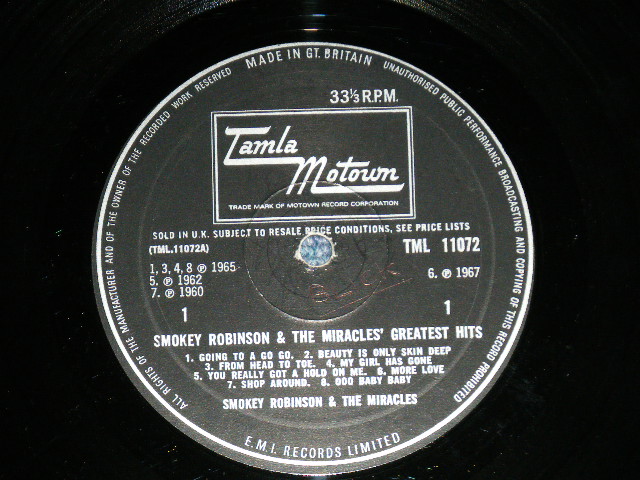 MADE IN GT. BRITAIN
UNAUTHORISED PUBLIC PERFORMANCE BROADCASTING AND COPYING OF THIS RECORD PROHIBITED
ALL RIGHTS OF THE MANUFACTURER AND OF THE OWNER OF THE RECORDED WORK RESERVED
33⅓ R.P.M.
Tamla
Motown
TRADE MARK OF MOTOWN RECORD CORPORATION
SOLD IN U.K. SUBJECT TO RESALE PRICE CONDITIONS, SEE PRICE LISTS
(TML.11072A)
TML 11072
1, 3, 4, 8 ℗ 1965
5. ℗ 1962
7. ℗ 1960
6. ℗ 1967
1
1
SMOKEY ROBINSON & THE MIRACLES' GREATEST HITS
1. GOING TO A GO GO. 2. BEAUTY IS ONLY SKIN DEEP
3. FROM HEAD TO TOE. 4. MY GIRL HAS GONE
5. YOU REALLY GOT A HOLD ON ME. 6. MORE LOVE
7. SHOP AROUND. 8. OOO BABY BABY
SMOKEY ROBINSON & THE MIRACLES
E.M.I. RECORDS LIMITED